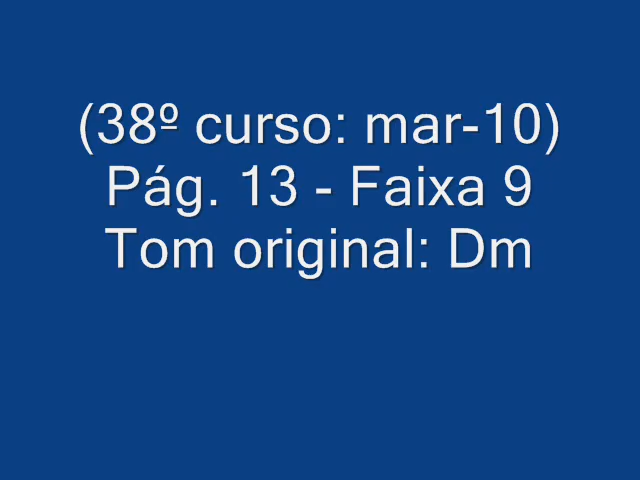 (38º curso: mar-10)
Pág. 13 - Faixa 9
Tom original: Dm